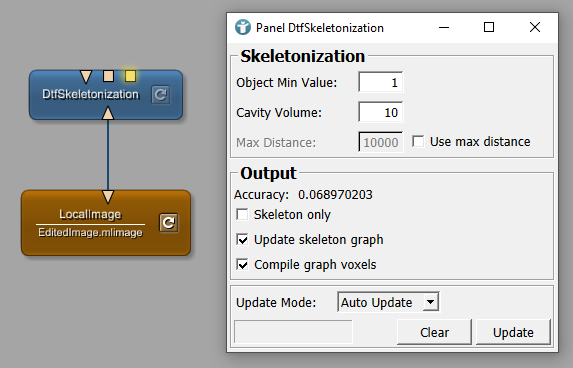 DtfSkeletonization
LocalImage
EditedImage.mlimage
Panel DtfSkeletonization
Skeletonization
Object Min Value: 1
Cavity Volume: 10
Max Distance: 10000 Use max distance
Output
Accuracy: 0.068970203
Skeleton only
Update skeleton graph
Compile graph voxels
Update Mode: Auto Update
Clear Update